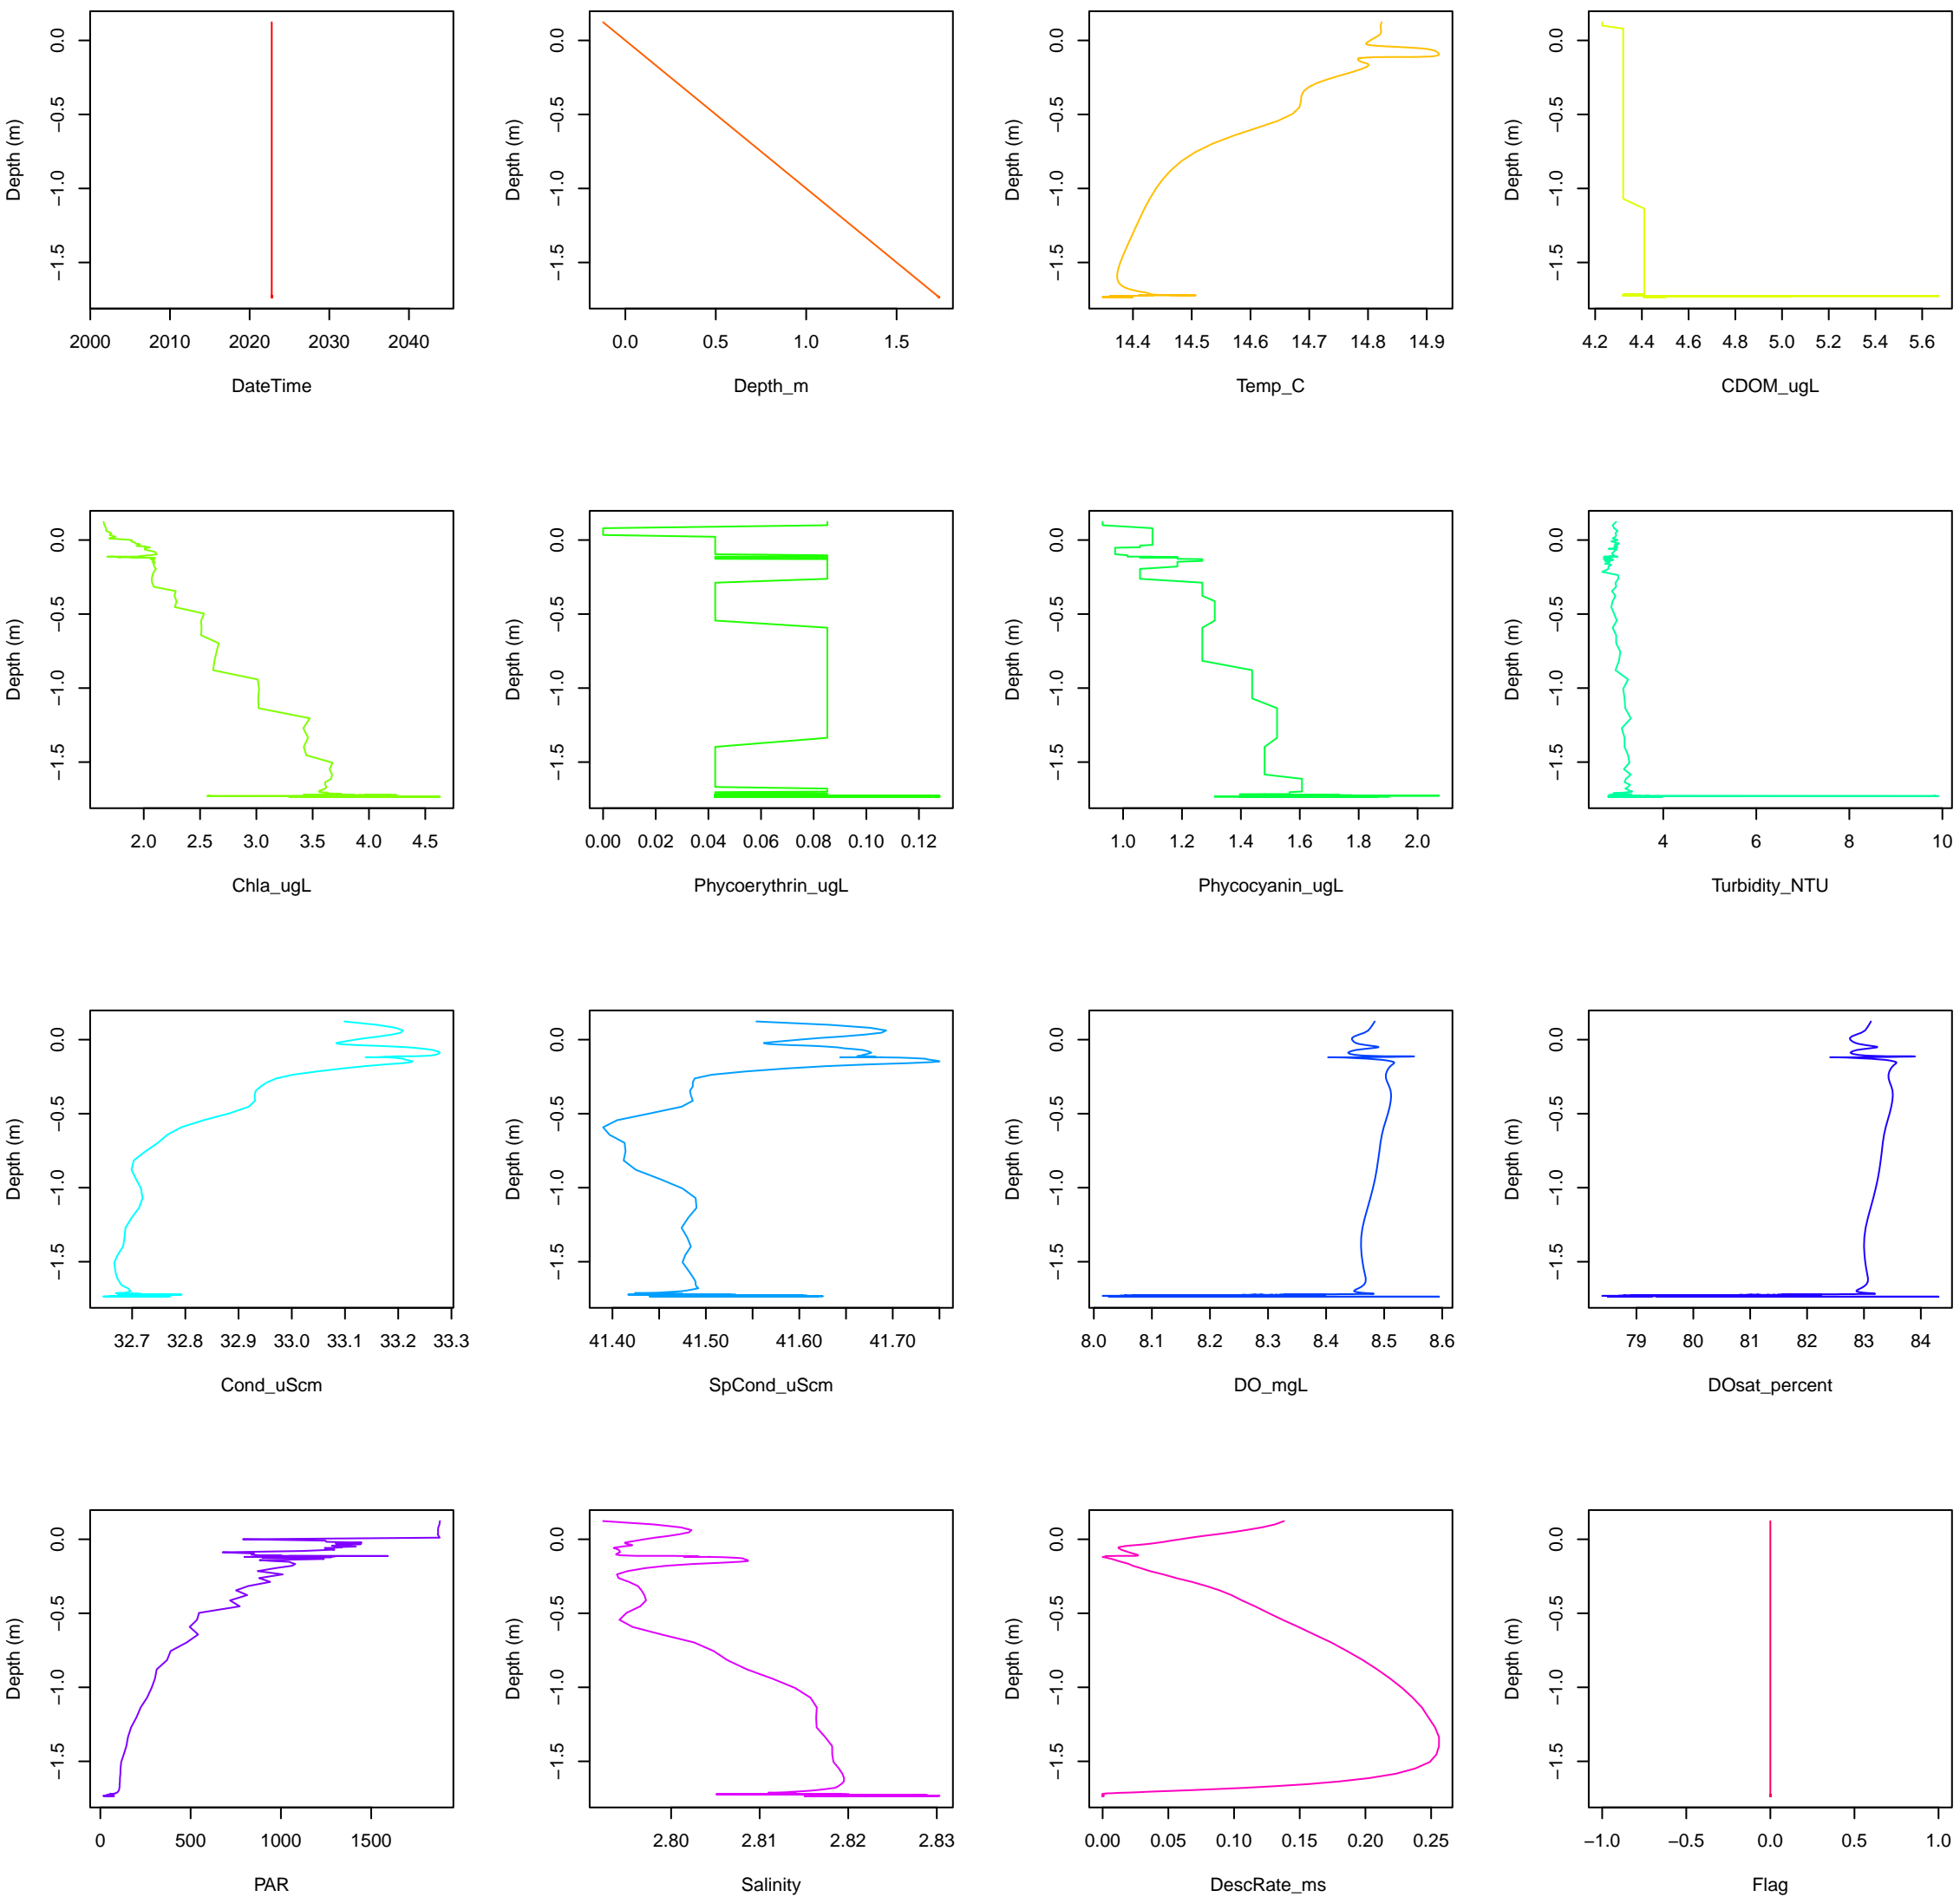 Depth (m)
0.0
−0.5
−1.0
−1.5
2000 2010 2020 2030 2040
DateTime
Depth (m)
0.0
−0.5
−1.0
−1.5
0.0 0.5 1.0 1.5
Depth_m
Depth (m)
0.0
−0.5
−1.0
−1.5
14.4 14.5 14.6 14.7 14.8 14.9
Temp_C
Depth (m)
0.0
−0.5
−1.0
−1.5
4.2 4.4 4.6 4.8 5.0 5.2 5.4 5.6
CDOM_ugL
Depth (m)
0.0
−0.5
−1.0
−1.5
2.0 2.5 3.0 3.5 4.0 4.5
Chla_ugL
Depth (m)
0.0
−0.5
−1.0
−1.5
0.00 0.02 0.04 0.06 0.08 0.10 0.12
Phycoerythrin_ugL
Depth (m)
0.0
−0.5
−1.0
−1.5
1.0 1.2 1.4 1.6 1.8 2.0
Phycocyanin_ugL
Depth (m)
0.0
−0.5
−1.0
−1.5
4 6 8 10
Turbidity_NTU
Depth (m)
0.0
−0.5
−1.0
−1.5
32.7 32.8 32.9 33.0 33.1 33.2 33.3
Cond_uScm
Depth (m)
0.0
−0.5
−1.0
−1.5
41.40 41.50 41.60 41.70
SpCond_uScm
Depth (m)
0.0
−0.5
−1.0
−1.5
8.0 8.1 8.2 8.3 8.4 8.5 8.6
DO_mgL
Depth (m)
0.0
−0.5
−1.0
−1.5
79 80 81 82 83 84
DOsat_percent
Depth (m)
0.0
−0.5
−1.0
−1.5
0 500 1000 1500
PAR
Depth (m)
0.0
−0.5
−1.0
−1.5
2.80 2.81 2.82 2.83
Salinity
Depth (m)
0.0
−0.5
−1.0
−1.5
0.00 0.05 0.10 0.15 0.20 0.25
DescRate_ms
Depth (m)
0.0
−0.5
−1.0
−1.5
−1.0 −0.5 0.0 0.5 1.0
Flag